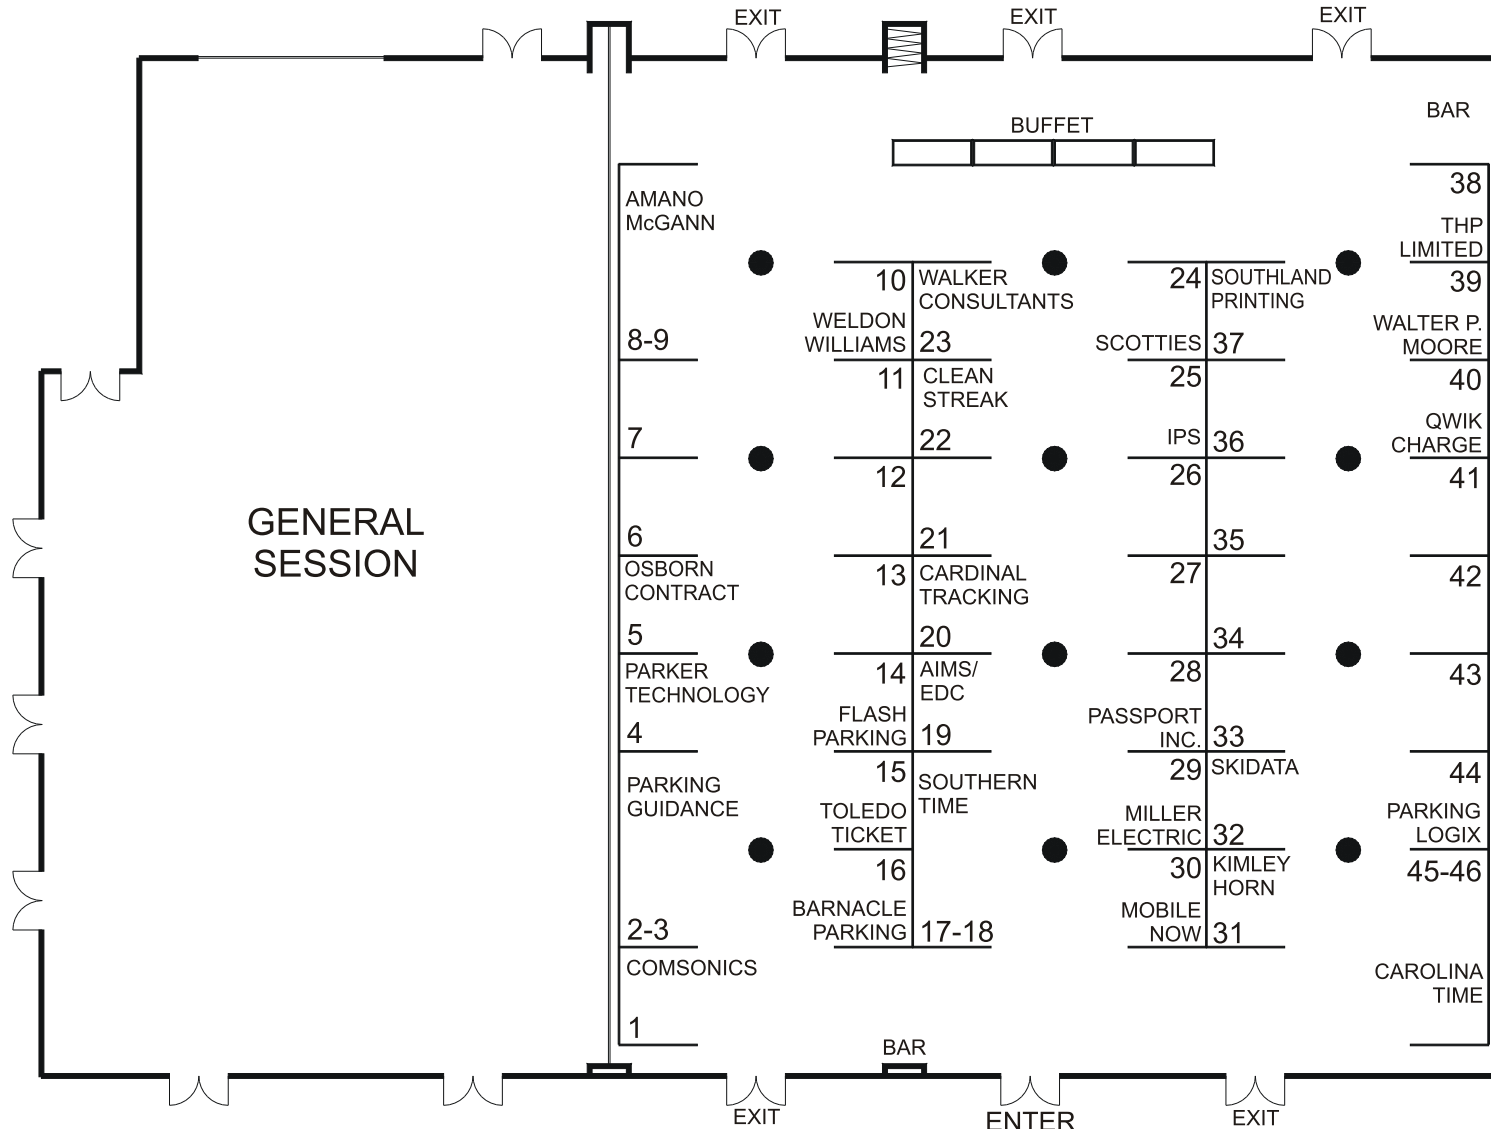 EXIT
EXIT
EXIT
BAR
BUFFET
GENERAL
SESSION
AMANO
McGANN
8-9
7
6
OSBORN
CONTRACT
5
PARKER
TECHNOLOGY
4
PARKING
GUIDANCE
2-3
COMSONICS
1
10
WELDON
WILLIAMS
11
12
13
14
FLASH
PARKING
15
TOLEDO
TICKET
16
BARNACLE
PARKING
WALKER
CONSULTANTS
23
CLEAN
STREAK
22
21
CARDINAL
TRACKING
20
AIMS/
EDC
19
SOUTHERN
TIME
17-18
24
SCOTTIES
25
IPS
26
27
28
PASSPORT
INC.
29
MILLER
ELECTRIC
30
MOBILE
NOW
SOUTHLAND
PRINTING
37
36
35
34
33
SKIDATA
32
KIMLEY
HORN
31
38
THP
LIMITED
39
WALTER P.
MOORE
40
QWIK
CHARGE
41
42
43
44
PARKING
LOGIX
45-46
CAROLINA
TIME
BAR
EXIT
ENTER
EXIT